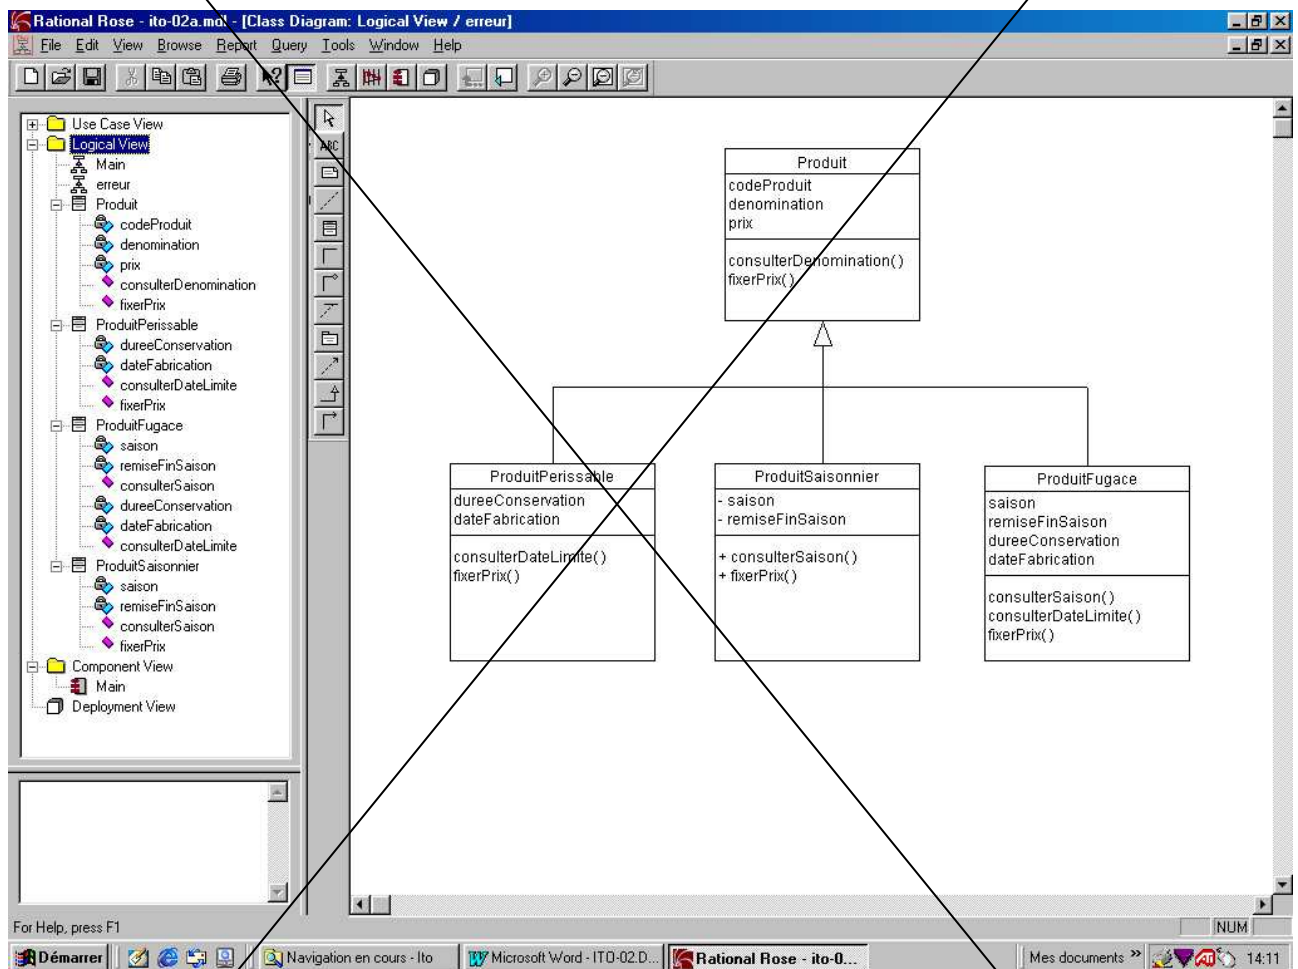 Rational Rose - ito-02a.mdl - [Class Diagram: Logical View / erreur]
File Edit View Browse Report Query Tools Window Help
ABC
Use Case View
Logical View
Main
erreur
Produit
codeProduit
denomination
prix
consulterDenomination
fixerPrix
ProduitPerissable
dureeConservation
dateFabrication
consulterDateLimite
fixerPrix
ProduitFugace
saison
remiseFinSaison
consulterSaison
dureeConservation
dateFabrication
consulterDateLimite
ProduitSaisonnier
saison
remiseFinSaison
consulterSaison
fixerPrix
Component View
Main
Deployment View
Produit
codeProduit
denomination
prix
consulterDenomination()
fixerPrix()
ProduitPerissable
dureeConservation
dateFabrication
consulterDateLimite()
fixerPrix()
ProduitSaisonnier
- saison
- remiseFinSaison
+ consulterSaison()
+ fixerPrix()
ProduitFugace
saison
remiseFinSaison
dureeConservation
dateFabrication
consulterSaison()
consulterDateLimite()
fixerPrix()
For Help, press F1
NUM
Démarrer
Navigation en cours - Ito
Microsoft Word - ITO-02.D...
Rational Rose - ito-0...
Mes documents »
14:11